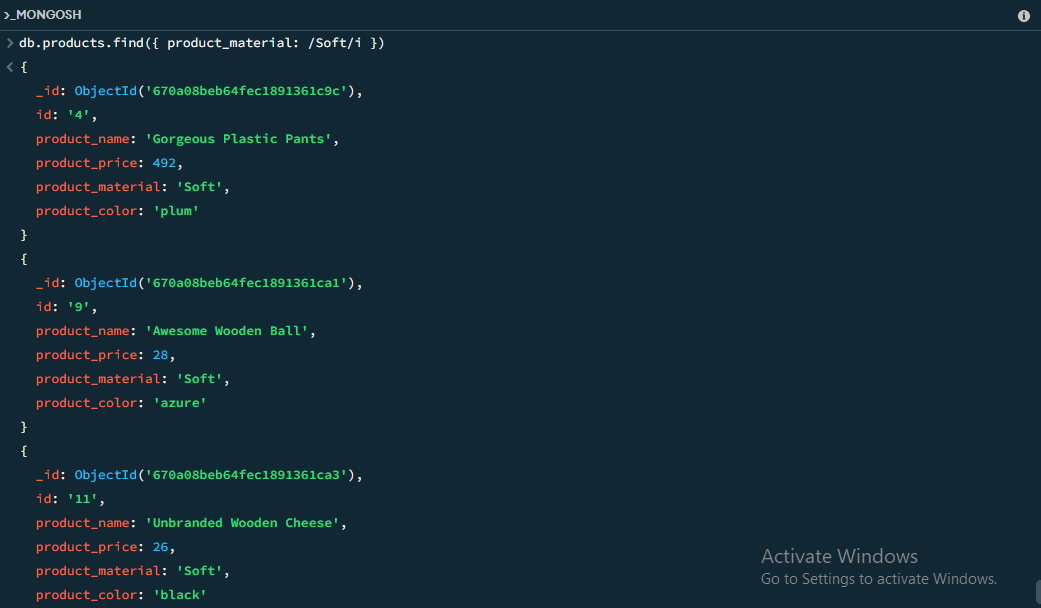 >_MONGOSH
> db.products.find({ product_material: /Soft/i })
< {
_id: ObjectId('670a08beb64fec1891361c9c'),
id: '4',
product_name: 'Gorgeous Plastic Pants',
product_price: 492,
product_material: 'Soft',
product_color: 'plum'
}
{
_id: ObjectId('670a08beb64fec1891361ca1'),
id: '9',
product_name: 'Awesome Wooden Ball',
product_price: 28,
product_material: 'Soft',
product_color: 'azure'
}
{
_id: ObjectId('670a08beb64fec1891361ca3'),
id: '11',
product_name: 'Unbranded Wooden Cheese',
product_price: 26,
product_material: 'Soft',
product_color: 'black'
Activate Windows
Go to Settings to activate Windows.